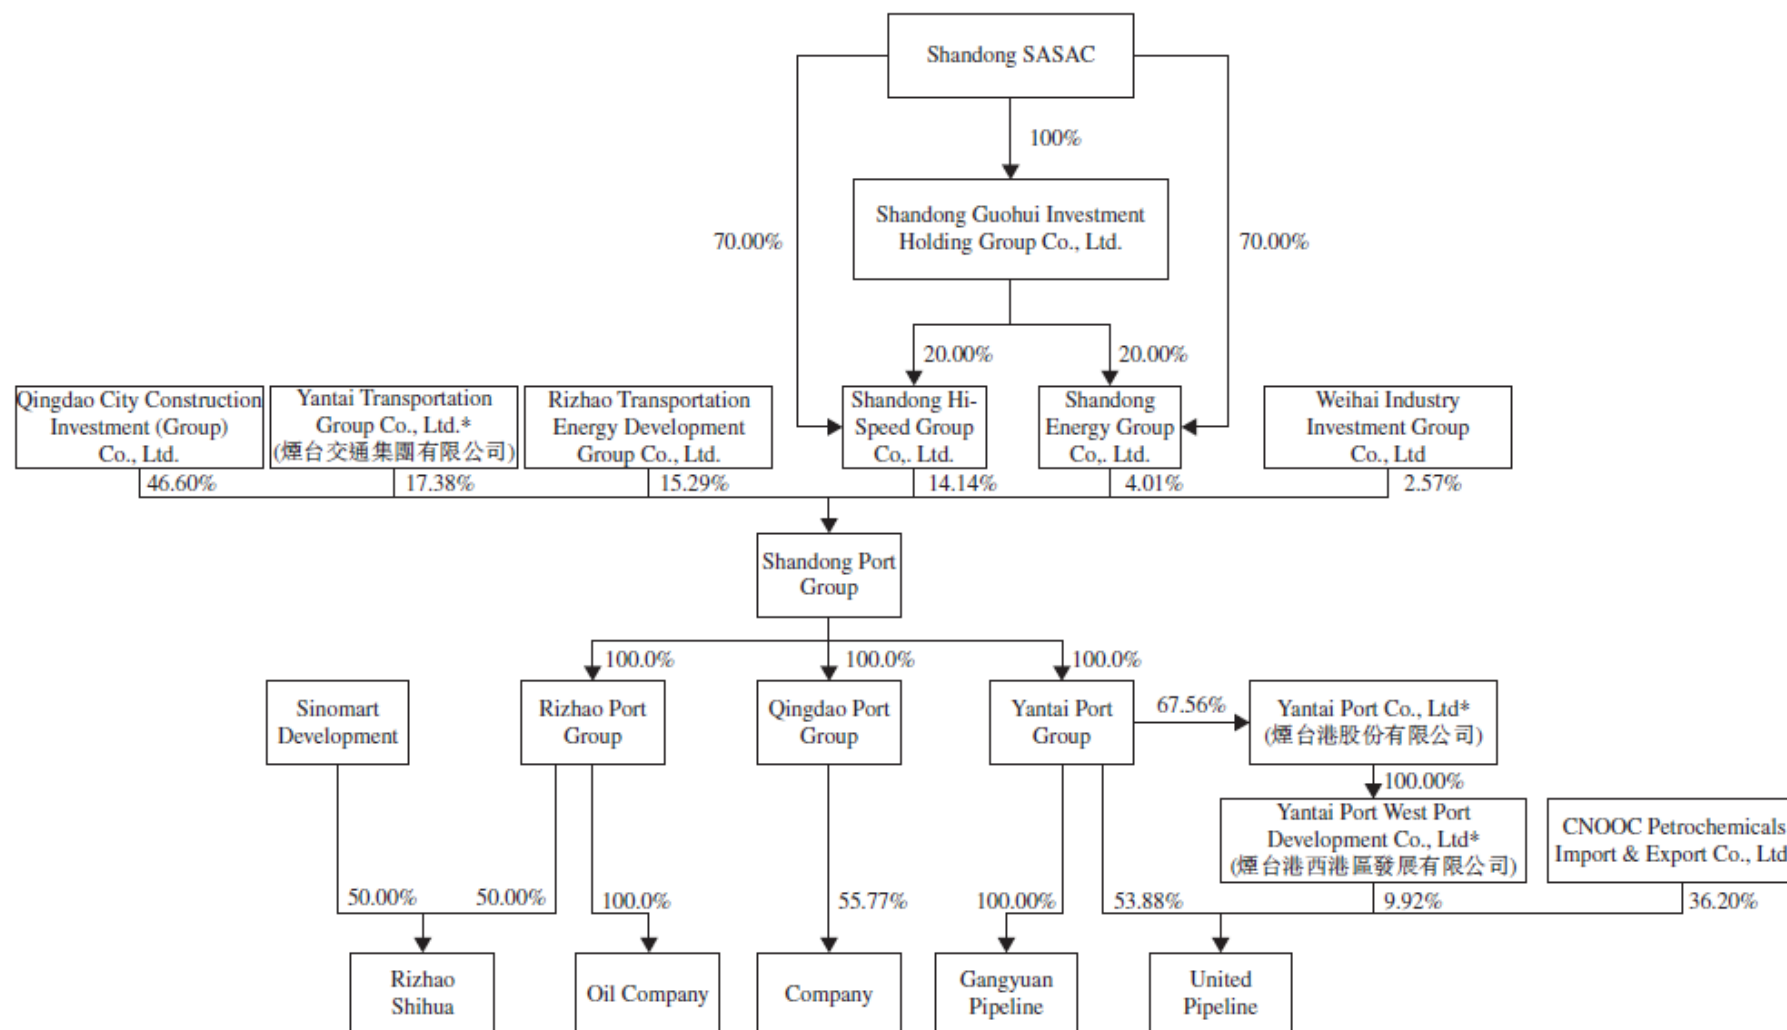 Shandong SASAC
100%
Shandong Guohui Investment
Holding Group Co., Ltd.
70.00%
70.00%
20.00%
20.00%
Qingdao City Construction
Investment (Group)
Co., Ltd.
Yantai Transportation
Group Co., Ltd.*
(煙台交通集團有限公司)
Rizhao Transportation
Energy Development
Group Co., Ltd.
Shandong Hi-
Speed Group
Co,. Ltd.
Shandong
Energy Group
Co,. Ltd.
Weihai Industry
Investment Group
Co., Ltd
46.60%
17.38%
15.29%
14.14%
4.01%
2.57%
Shandong Port
Group
100.0%
100.0%
100.0%
Sinomart
Development
Rizhao Port
Group
Qingdao Port
Group
Yantai Port
Group
67.56%
Yantai Port Co., Ltd*
(煙台港股份有限公司)
100.00%
Yantai Port West Port
Development Co., Ltd*
(煙台港西港區發展有限公司)
CNOOC Petrochemicals
Import & Export Co., Ltd
50.00%
50.00%
100.0%
55.77%
100.00%
53.88%
9.92%
36.20%
Rizhao
Shihua
Oil Company
Company
Gangyuan
Pipeline
United
Pipeline